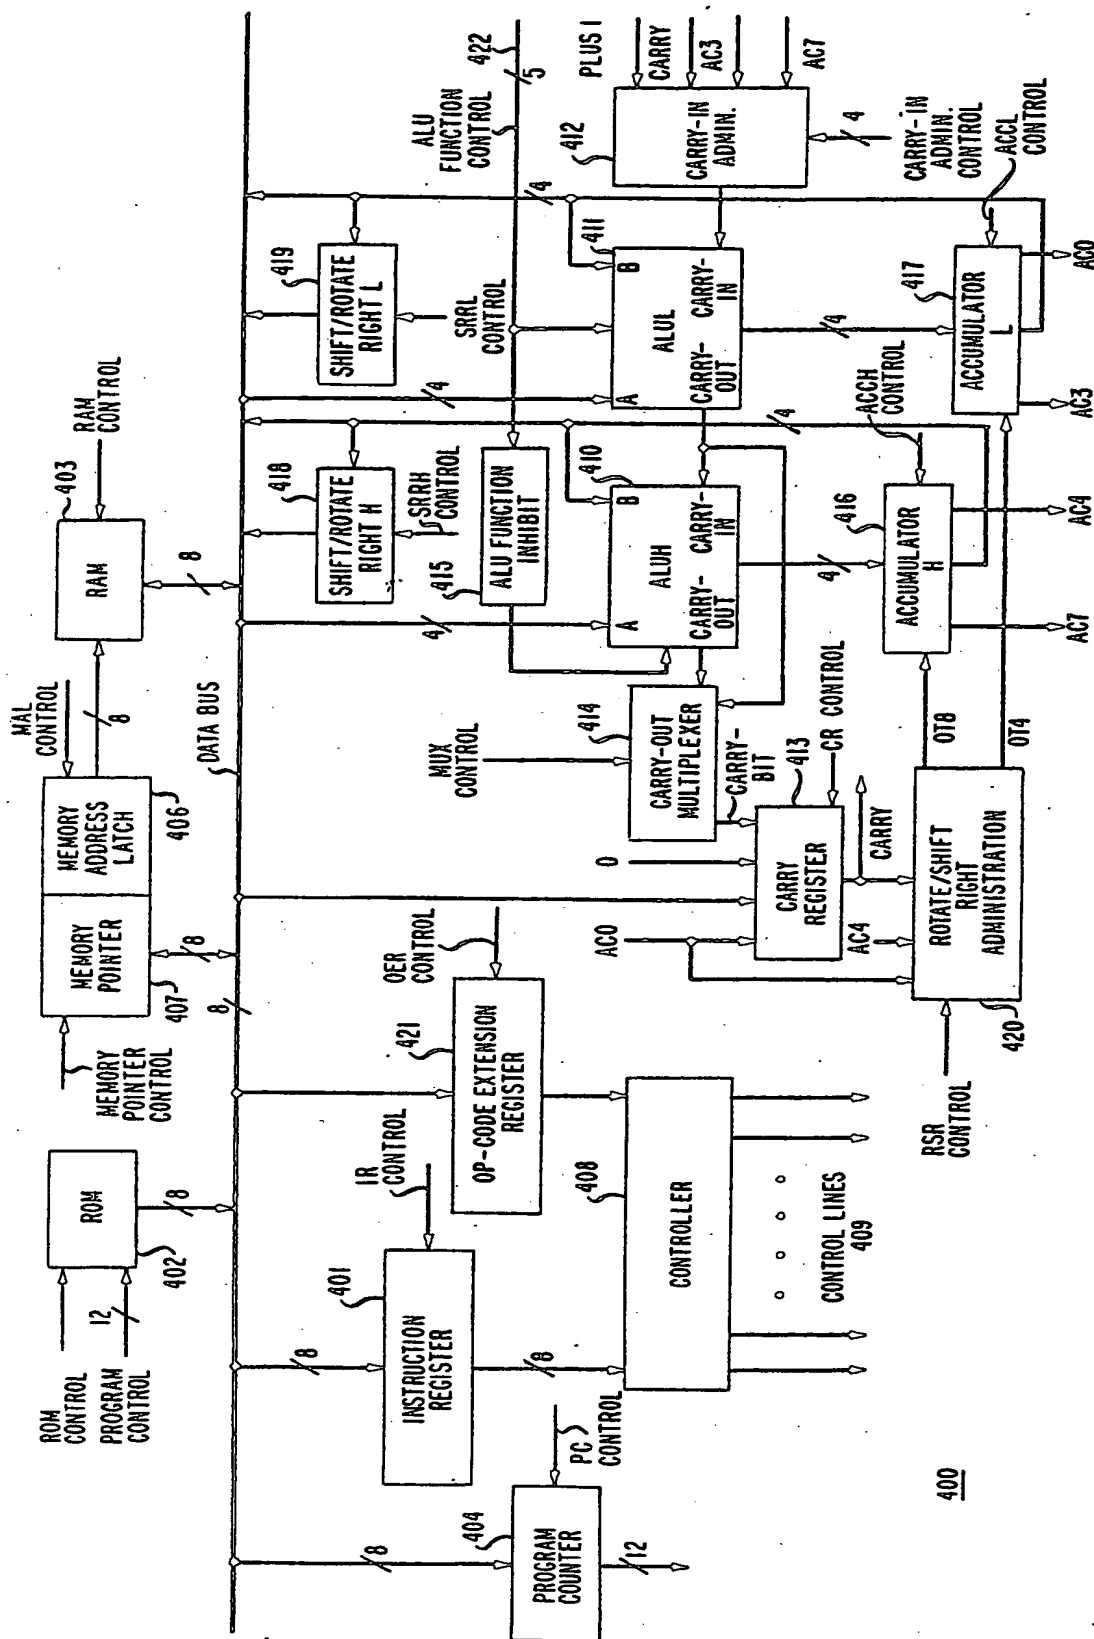 ROM CONTROL
PROGRAM CONTROL
12
ROM
402
8
MEMORY POINTER CONTROL
MEMORY POINTER
407
8
MEMORY ADDRESS LATCH
406
MAL CONTROL
8
RAM
403
RAM CONTROL
8
DATA BUS
8
8
PROGRAM COUNTER
404
PC CONTROL
12
8
INSTRUCTION REGISTER
401
IR CONTROL
8
OP-CODE EXTENSION REGISTER
421
OER CONTROL
CONTROLLER
408
CONTROL LINES
409
MUX CONTROL
CARRY-OUT MULTIPLEXER
414
CARRY-BIT
0
AC0
CARRY REGISTER
413
CR CONTROL
CARRY
AC4
ROTATE/SHIFT RIGHT ADMINISTRATION
420
RSR CONTROL
OT8
OT4
4
SHIFT/ROTATE RIGHT H
418
SRRH CONTROL
ALU FUNCTION INHIBIT
415
A
B
ALUH
410
CARRY-OUT
CARRY-IN
4
4
ACCUMULATOR H
416
ACCH CONTROL
AC7
AC4
4
SHIFT/ROTATE RIGHT L
419
SRRL CONTROL
ALU FUNCTION CONTROL
5
422
A
B
ALUL
411
CARRY-OUT
CARRY-IN
4
4
ACCUMULATOR L
417
ACCL CONTROL
AC3
AC0
CARRY-IN ADMIN.
412
PLUS 1
CARRY
AC3
AC7
4
CARRY-IN ADMIN. CONTROL
400